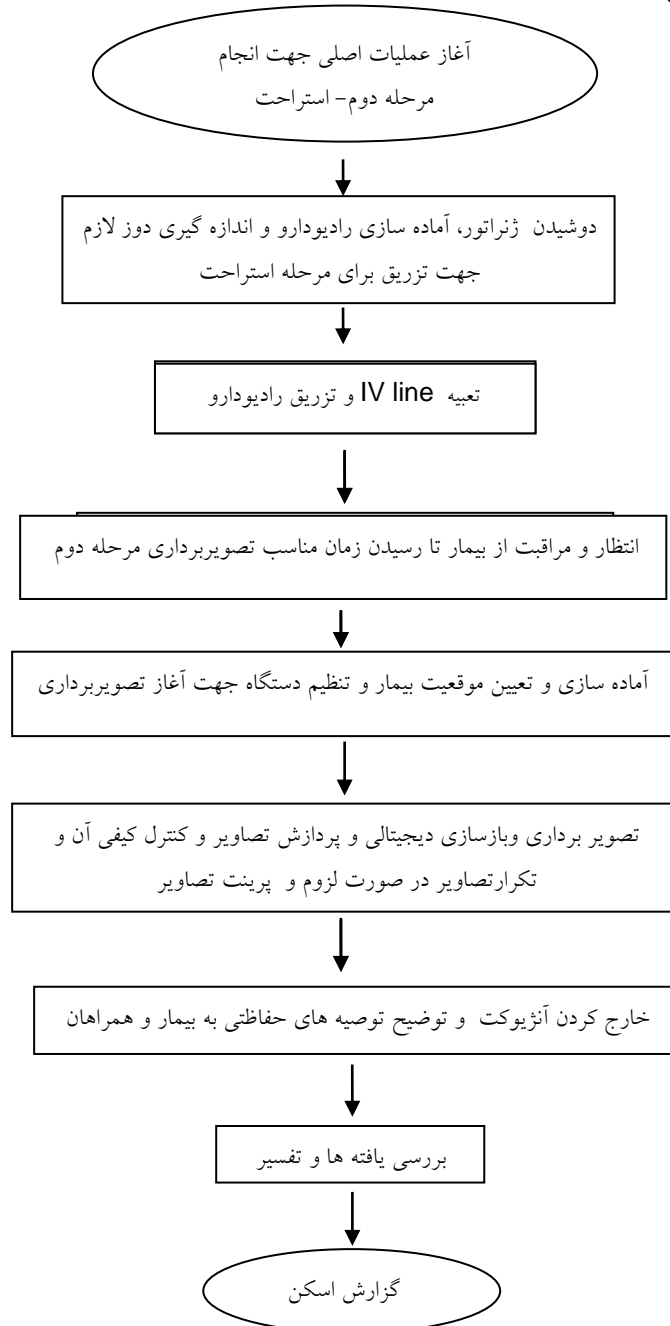 آغاز عملیات اصلی جهت انجام
مرحله دوم– استراحت
دوشیدن ژنراتور، آماده سازی رادیودارو و اندازه گیری دوز لازم
جهت تزریق برای مرحله استراحت
تعبیه IV line و تزریق رادیودارو
انتظار و مراقبت از بیمار تا رسیدن زمان مناسب تصویربرداری مرحله دوم
آماده سازی و تعیین موقعیت بیمار و تنظیم دستگاه جهت آغاز تصویربرداری
تصویر برداری وبازسازی دیجیتالی و پردازش تصاویر و کنترل کیفی آن و
تکرارتصاویر در صورت لزوم و پرینت تصاویر
خارج کردن آنژیوکت و توضیح توصیه های حفاظتی به بیمار و همراهان
بررسی یافته ها و تفسیر
گزارش اسکن